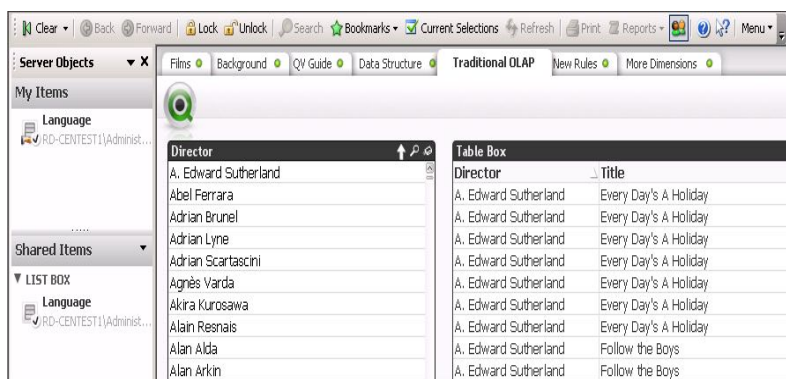 Clear Back Forward Lock Unlock Search Bookmarks Current Selections Refresh Print Reports Menu
Server Objects X
My Items
Language
RD-CENTEST1\Administ...
Shared Items
LIST BOX
Language
RD-CENTEST1\Administ...
Films Background QV Guide Data Structure Traditional OLAP New Rules More Dimensions
Director
A. Edward Sutherland
Abel Ferrara
Adrian Brunel
Adrian Lyne
Adrian Scartascini
Agnès Varda
Akira Kurosawa
Alain Resnais
Alan Alda
Alan Arkin
Table Box
Director Title
A. Edward Sutherland Every Day's A Holiday
A. Edward Sutherland Every Day's A Holiday
A. Edward Sutherland Every Day's A Holiday
A. Edward Sutherland Every Day's A Holiday
A. Edward Sutherland Every Day's A Holiday
A. Edward Sutherland Every Day's A Holiday
A. Edward Sutherland Every Day's A Holiday
A. Edward Sutherland Follow the Boys
A. Edward Sutherland Follow the Boys